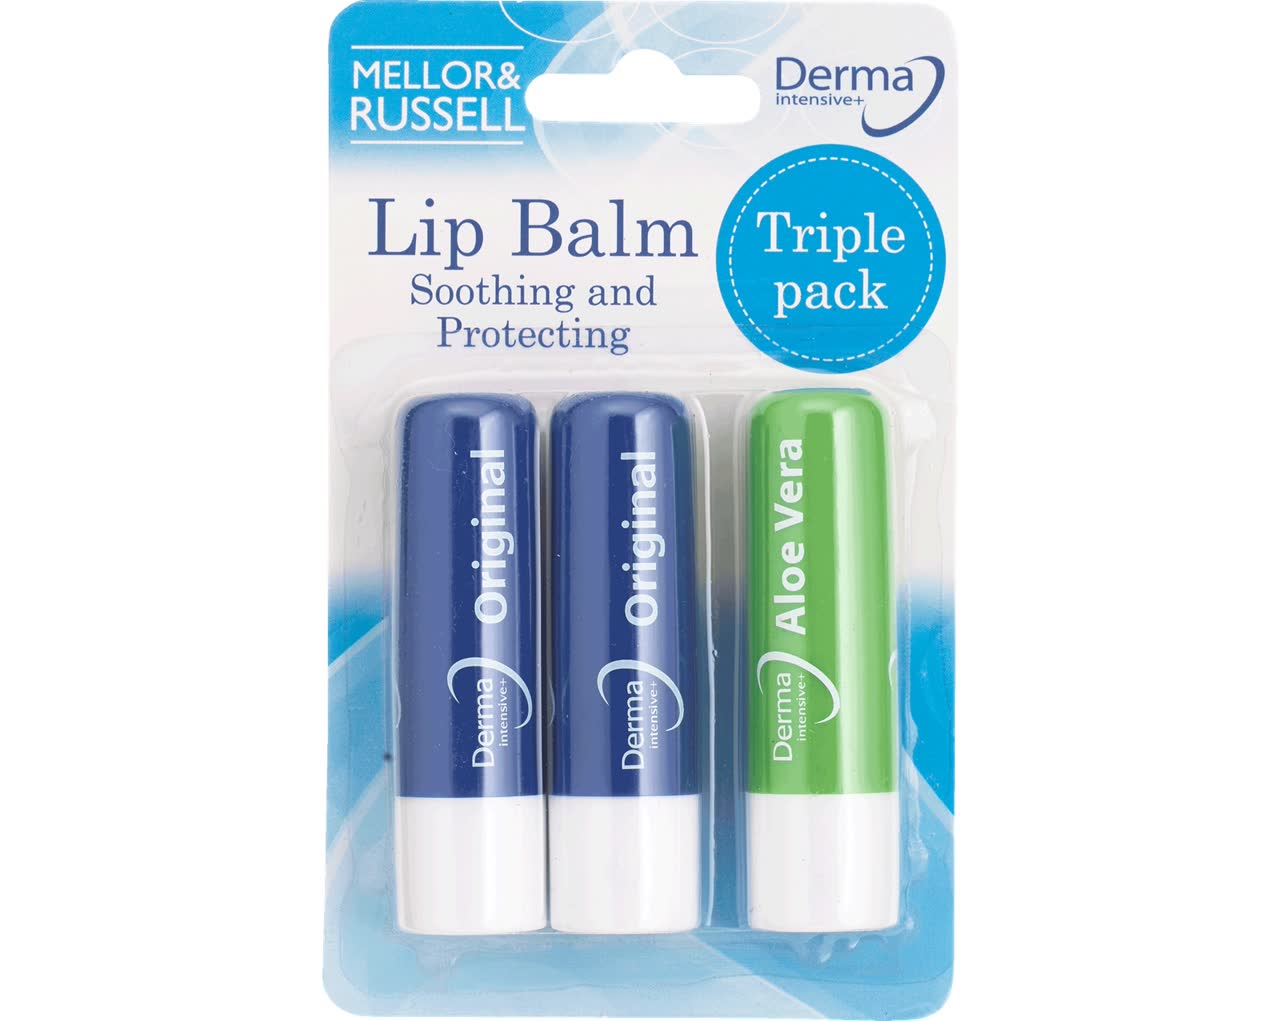 MELLOR&
RUSSELL
Derma
intensive+
Lip Balm
Soothing and
Protecting
Triple
pack
Original
Derma
intensive+
Original
Derma
intensive+
Aloe Vera
Derma
intensive+